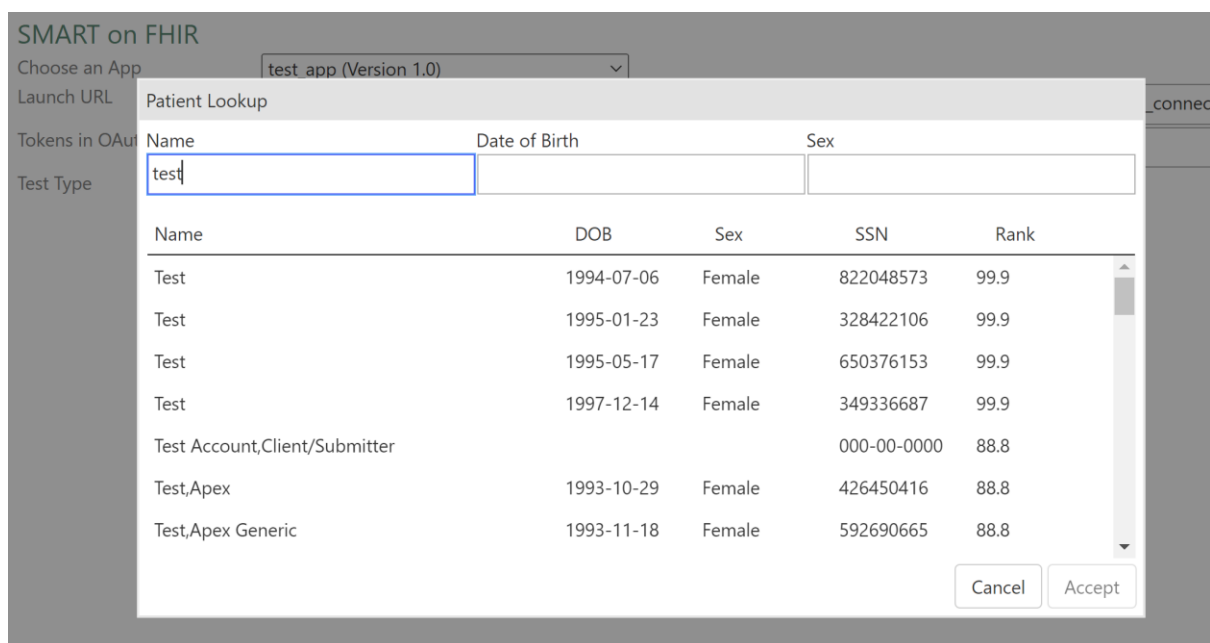 SMART on FHIR
Choose an App test_app (Version 1.0)
Launch URL _connec
Tokens in OAut
Test Type
Patient Lookup
Name Date of Birth Sex
test
Name DOB Sex SSN Rank
Test 1994-07-06 Female 822048573 99.9
Test 1995-01-23 Female 328422106 99.9
Test 1995-05-17 Female 650376153 99.9
Test 1997-12-14 Female 349336687 99.9
Test Account,Client/Submitter 000-00-0000 88.8
Test,Apex 1993-10-29 Female 426450416 88.8
Test,Apex Generic 1993-11-18 Female 592690665 88.8
Cancel Accept